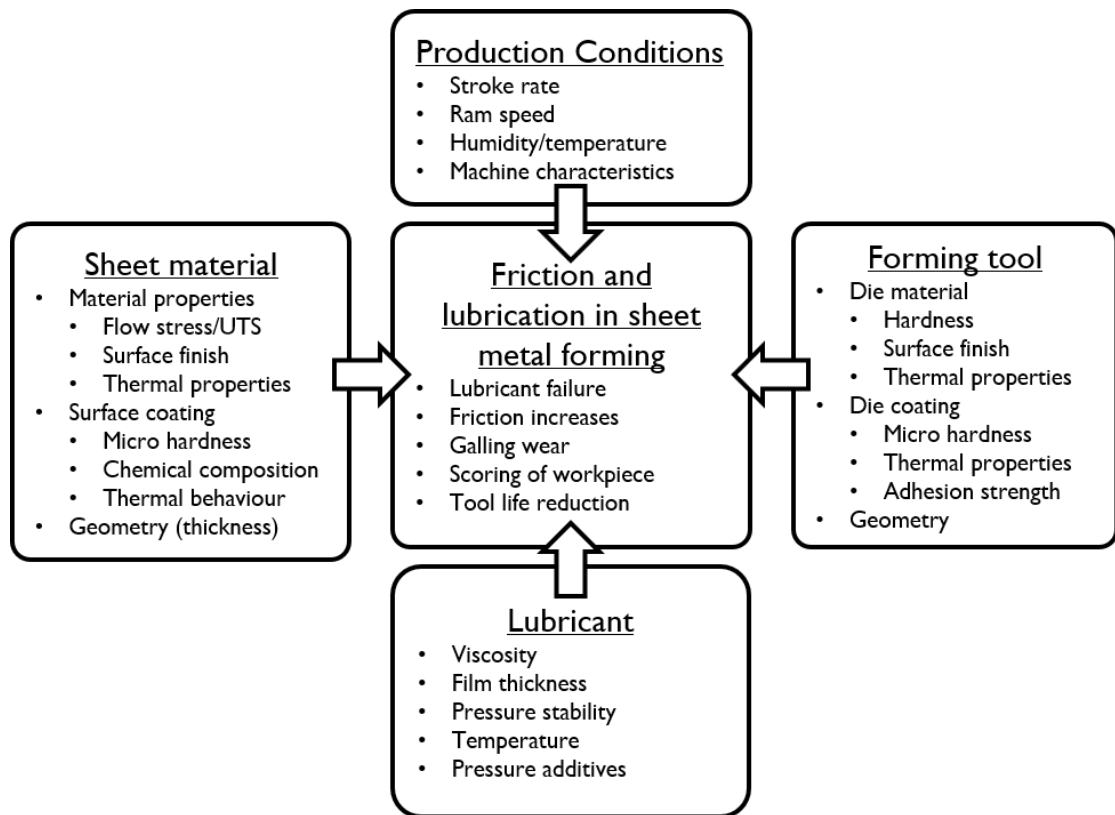 Production Conditions
• Stroke rate
• Ram speed
• Humidity/temperature
• Machine characteristics
Sheet material
• Material properties
• Flow stress/UTS
• Surface finish
• Thermal properties
• Surface coating
• Micro hardness
• Chemical composition
• Thermal behaviour
• Geometry (thickness)
Friction and
lubrication in sheet
metal forming
• Lubricant failure
• Friction increases
• Galling wear
• Scoring of workpiece
• Tool life reduction
Forming tool
• Die material
• Hardness
• Surface finish
• Thermal properties
• Die coating
• Micro hardness
• Thermal properties
• Adhesion strength
• Geometry
Lubricant
• Viscosity
• Film thickness
• Pressure stability
• Temperature
• Pressure additives